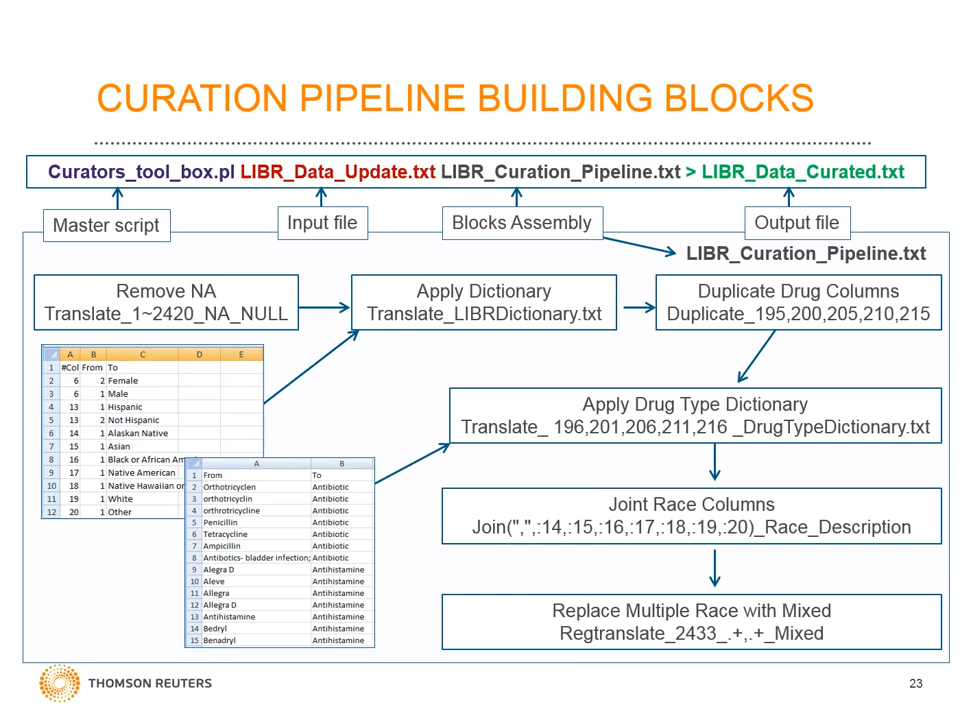 CURATION PIPELINE BUILDING BLOCKS
Curators_tool_box.pl LIBR_Data_Update.txt LIBR_Curation_Pipeline.txt > LIBR_Data_Curated.txt
Master script
Input file
Blocks Assembly
Output file
LIBR_Curation_Pipeline.txt
Remove NA
Translate_1~2420_NA_NULL
Apply Dictionary
Translate_LIBRDictionary.txt
Duplicate Drug Columns
Duplicate_195,200,205,210,215
A B C D E
1 #Col From To
2 6 2 Female
3 6 1 Male
4 13 1 Hispanic
5 13 2 Not Hispanic
6 14 1 Alaskan Native
7 15 1 Asian
8 16 1 Black or African Am
9 17 1 Native American
10 18 1 Native Hawaiian or
11 19 1 White
12 20 1 Other
A B
1 From To
2 Orthotricyclen Antibiotic
3 orthotricyclin Antibiotic
4 orthrotricycline Antibiotic
5 Penicillin Antibiotic
6 Tetracycline Antibiotic
7 Ampicillin Antibiotic
8 Antibotics- bladder infection; Antibiotic
9 Alegra D Antihistamine
10 Aleve Antihistamine
11 Allegra Antihistamine
12 Allegra D Antihistamine
13 Antihistamine Antihistamine
14 Bedryl Antihistamine
15 Benadryl Antihistamine
Apply Drug Type Dictionary
Translate_ 196,201,206,211,216 _DrugTypeDictionary.txt
Joint Race Columns
Join(",",:14,:15,:16,:17,:18,:19,:20)_Race_Description
Replace Multiple Race with Mixed
Regtranslate_2433_.+,.+_Mixed
THOMSON REUTERS
23